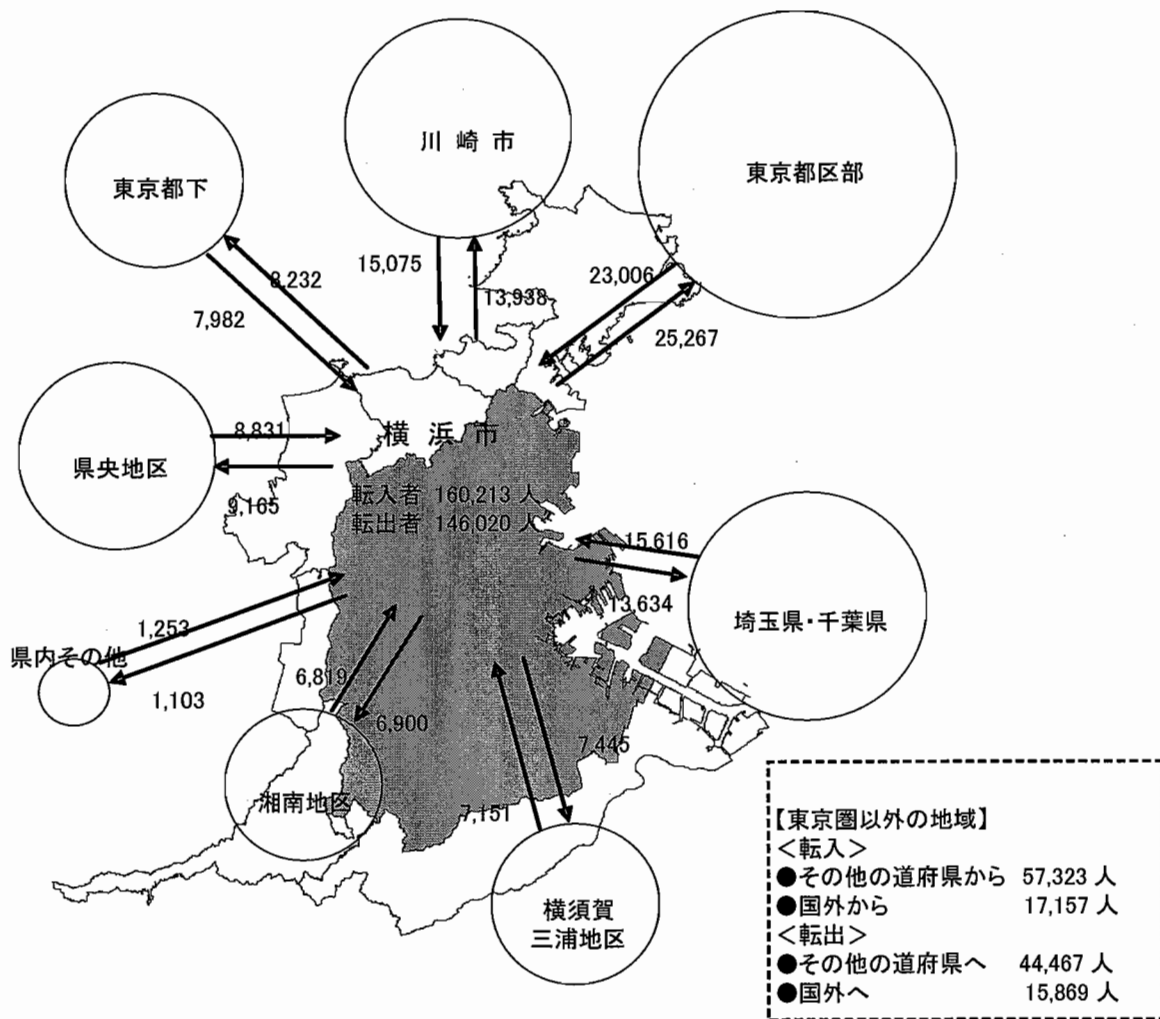 川 崎 市
東京都区部
東京都下
15,075
13,938
23,006
25,267
8,232
7,982
横 浜 市
8,831
県央地区
9,165
転入者 160,213 人
転出者 146,020 人
15,616
13,634
埼玉県・千葉県
1,253
県内その他
1,103
6,819
6,900
湘南地区
7,445
7,151
横須賀
三浦地区
【東京圏以外の地域】
<転入>
●その他の道府県から 57,323 人
●国外から 17,157 人
<転出>
●その他の道府県へ 44,467 人
●国外へ 15,869 人